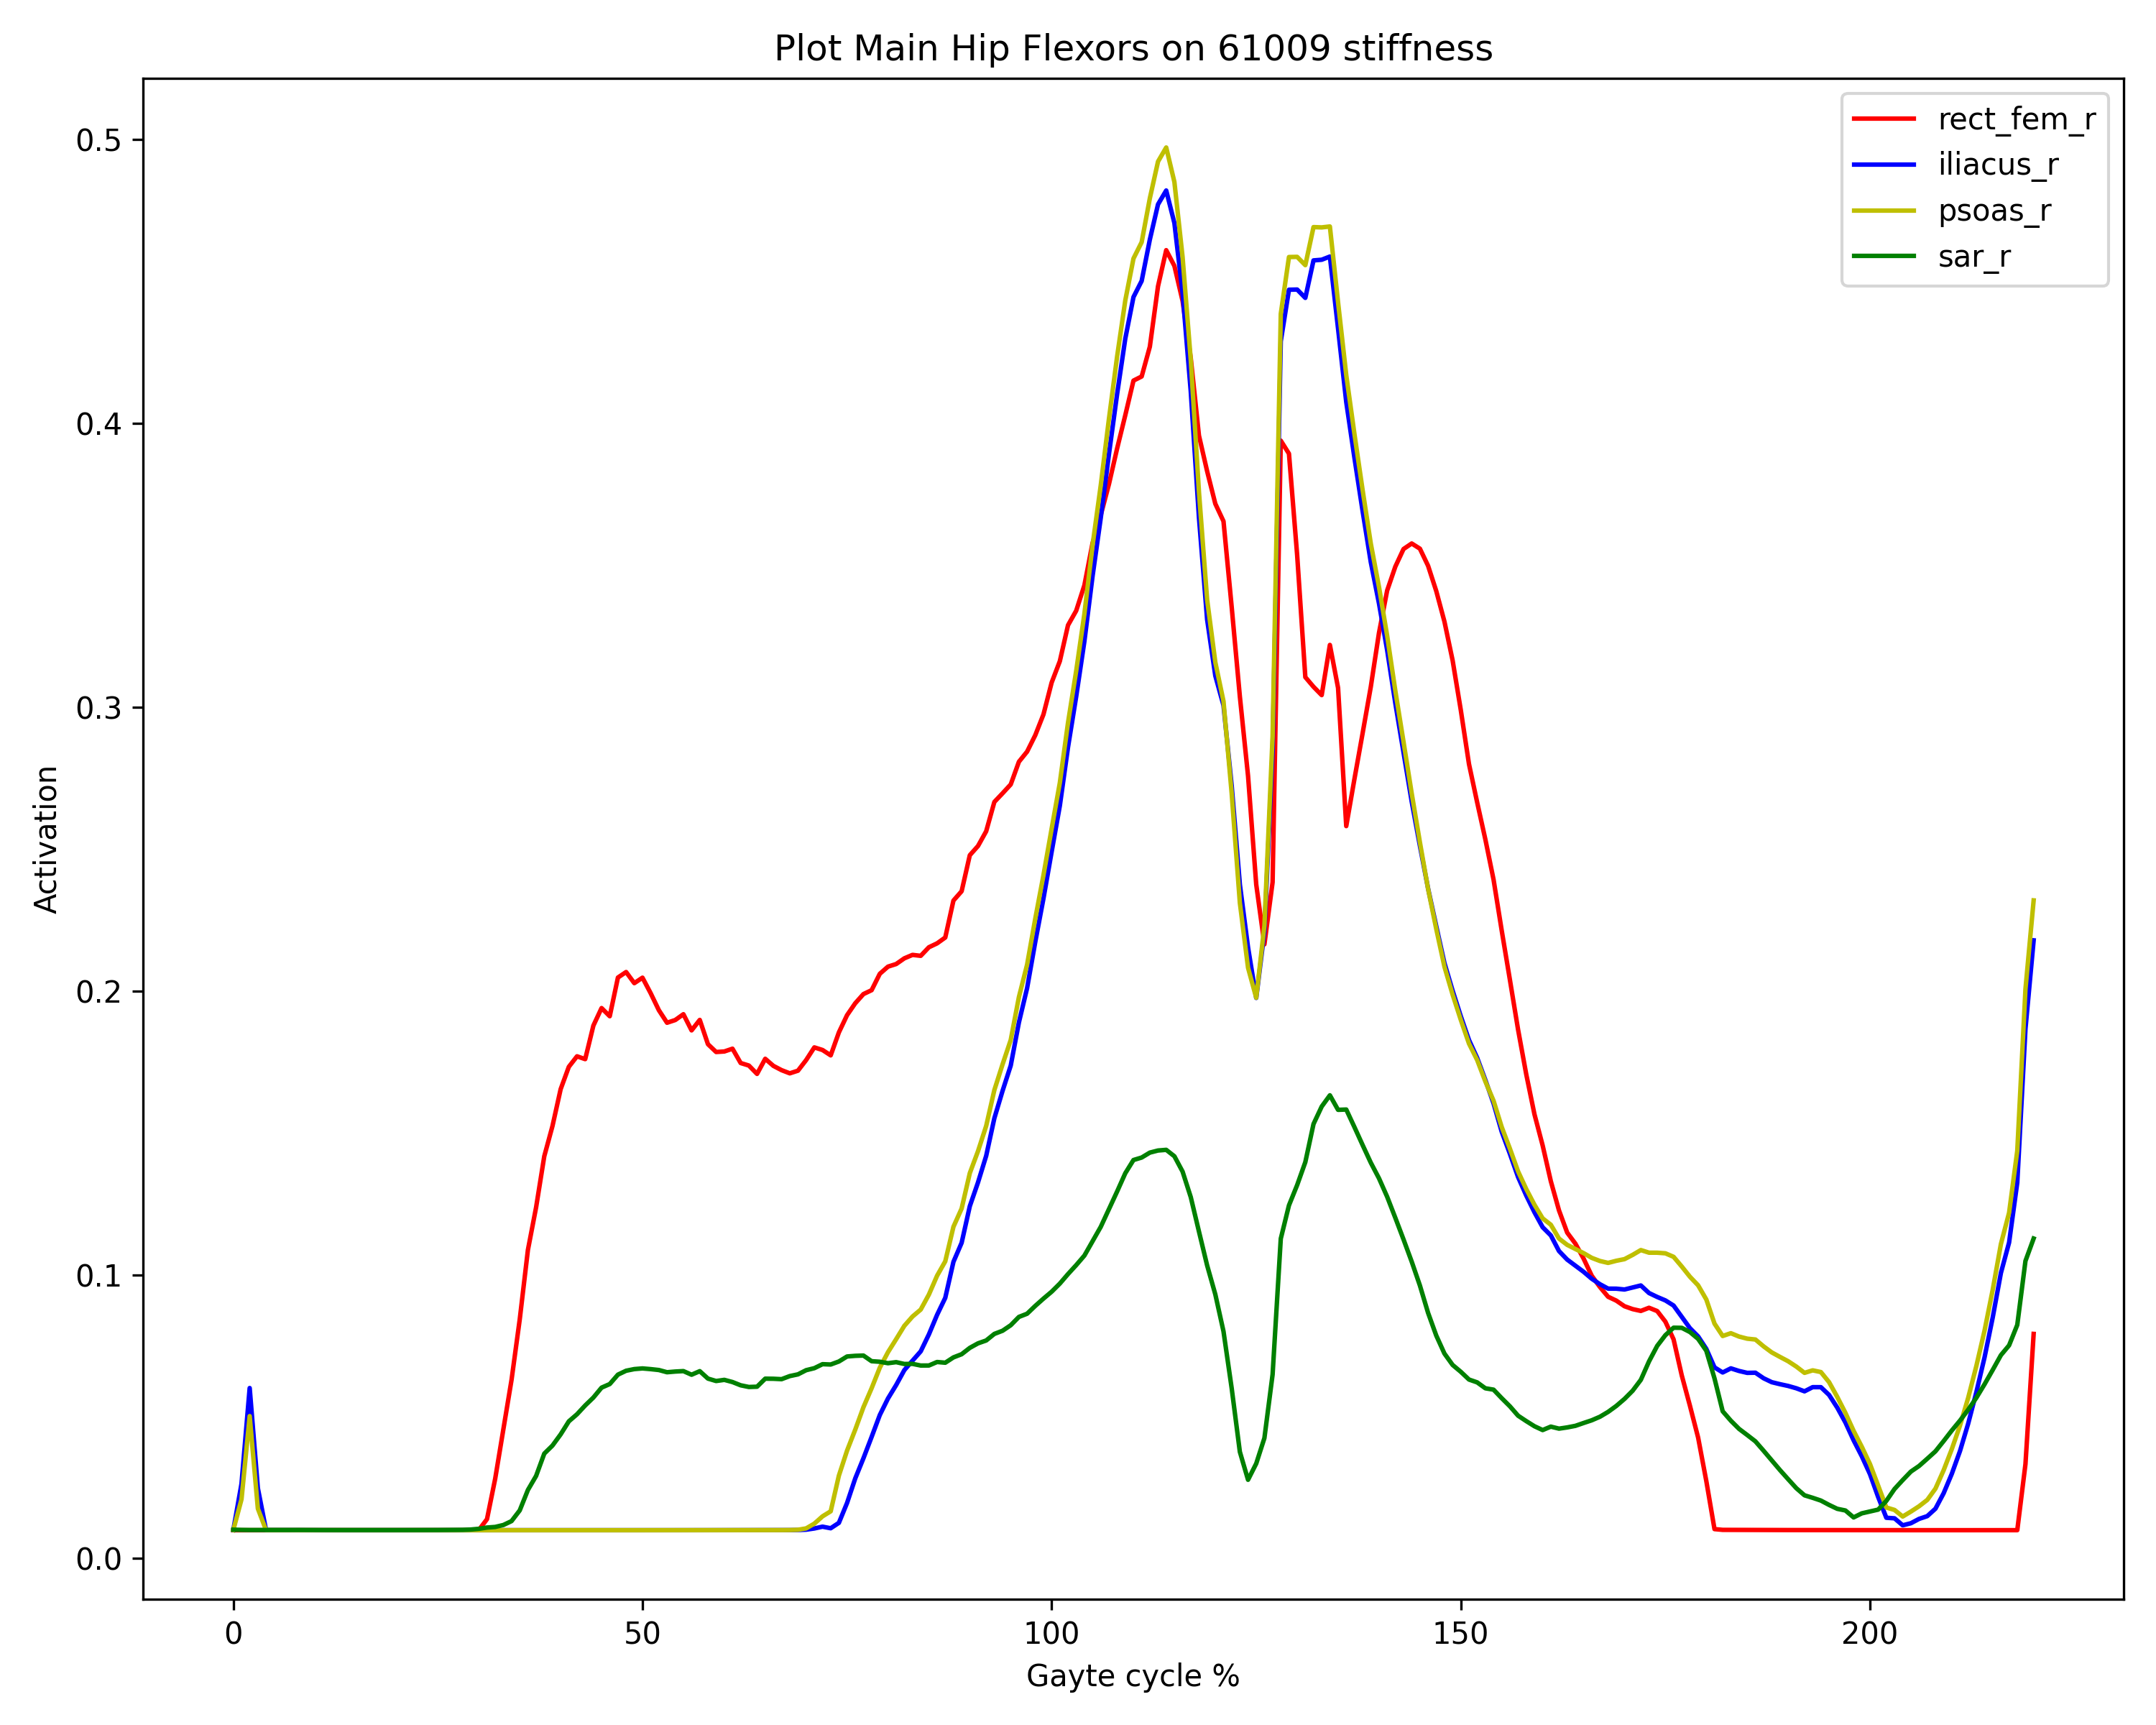 Plot Main Hip Flexors on 61009 stiffness
rect_fem_r
iliacus_r
psoas_r
sar_r
Activation
0.5
0.4
0.3
0.2
0.1
0.0
0 50 100 150 200
Gayte cycle %